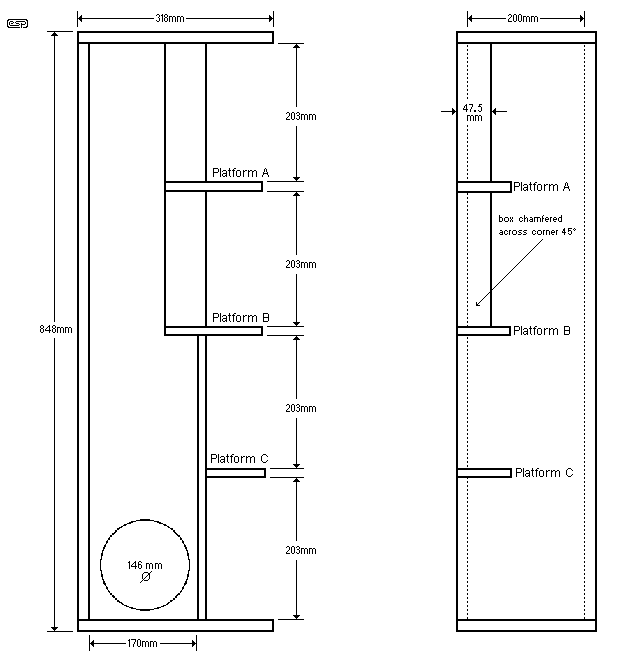 esp
318mm
200mm
203mm
47.5
mm
Platform A
Platform A
box chamfered
across corner 45°
203mm
Platform B
848mm
Platform B
203mm
Platform C
Platform C
146 mm
Ø
203mm
170mm